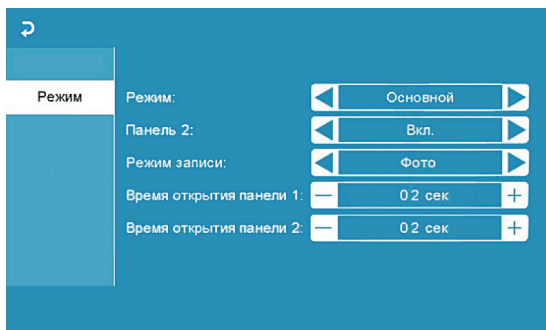 Режим
Режим: Основной
Панель 2: Вкл.
Режим записи: Фото
Время открытия панели 1: — 02 сек +
Время открытия панели 2: — 02 сек +